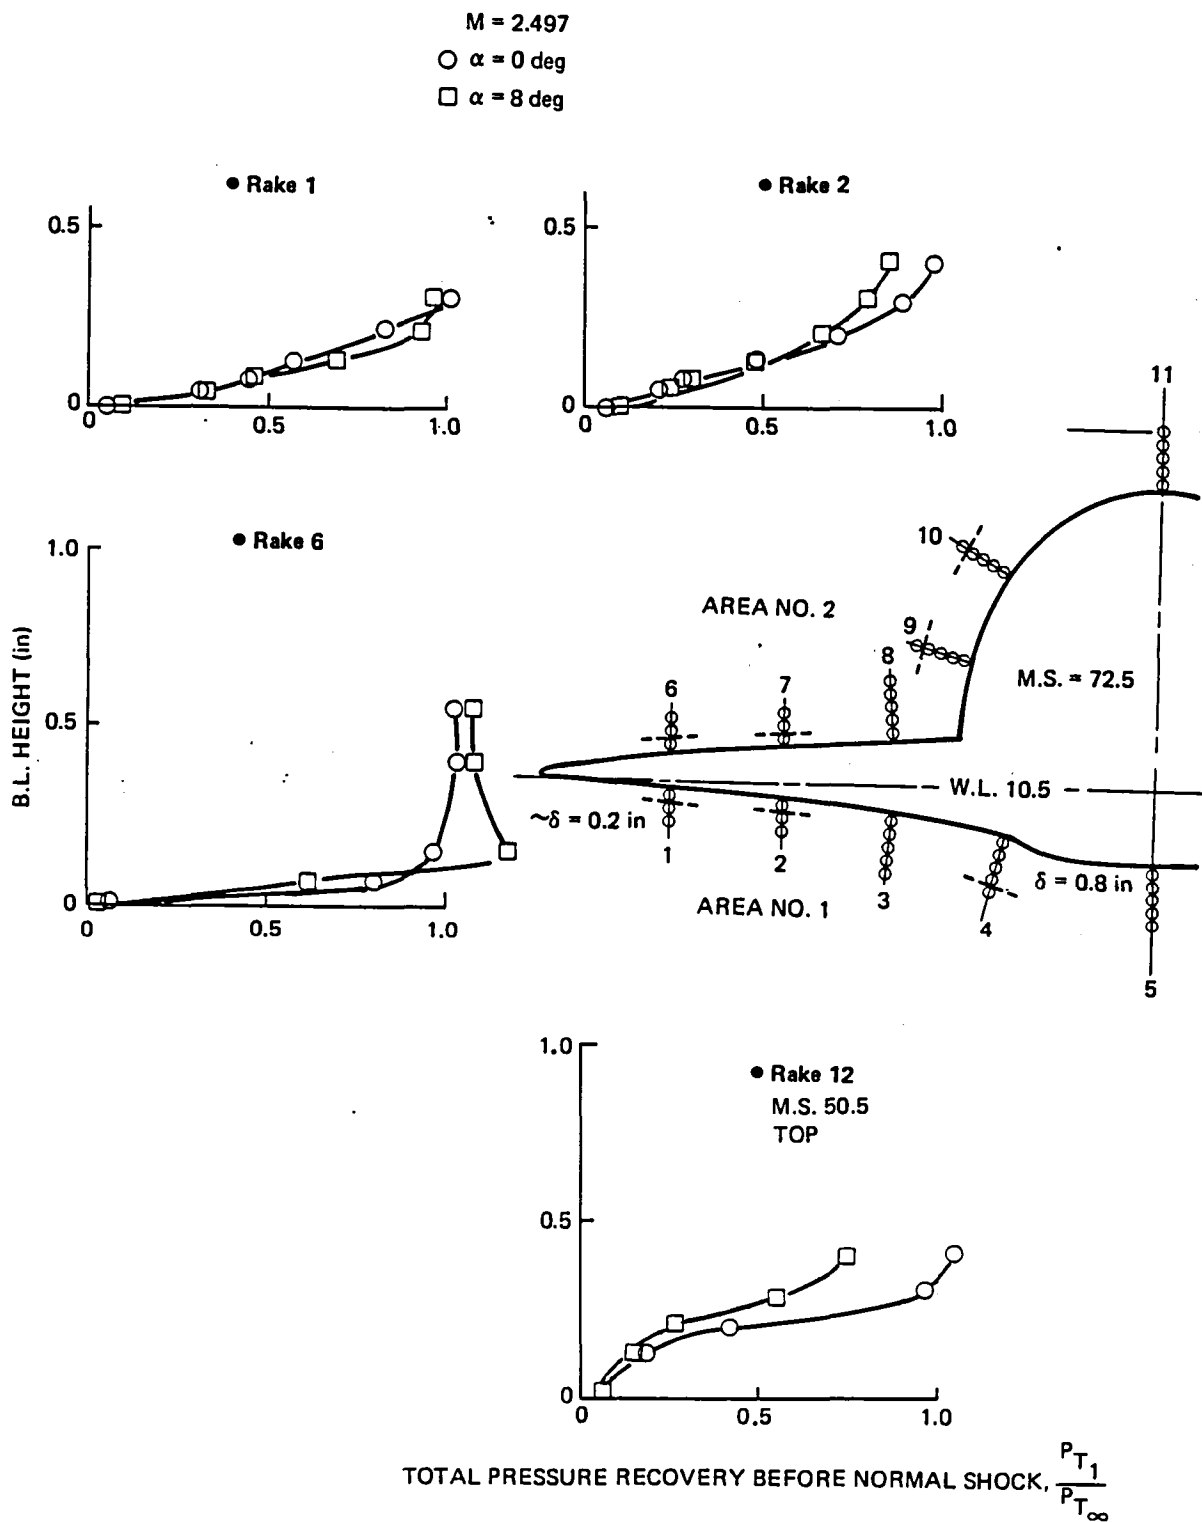 M = 2.497
○ α = 0 deg
□ α = 8 deg
• Rake 1
0.5
0
0 0.5 1.0
• Rake 2
0.5
0
0 0.5 1.0
• Rake 6
B.L. HEIGHT (in)
1.0
0.5
0
0 0.5 1.0
11
10
9
8
7
6
AREA NO. 2
M.S. = 72.5
W.L. 10.5
~δ = 0.2 in
1
2
3
4
5
δ = 0.8 in
AREA NO. 1
• Rake 12
M.S. 50.5
TOP
1.0
0.5
0
0 0.5 1.0
TOTAL PRESSURE RECOVERY BEFORE NORMAL SHOCK, PT1/PT∞